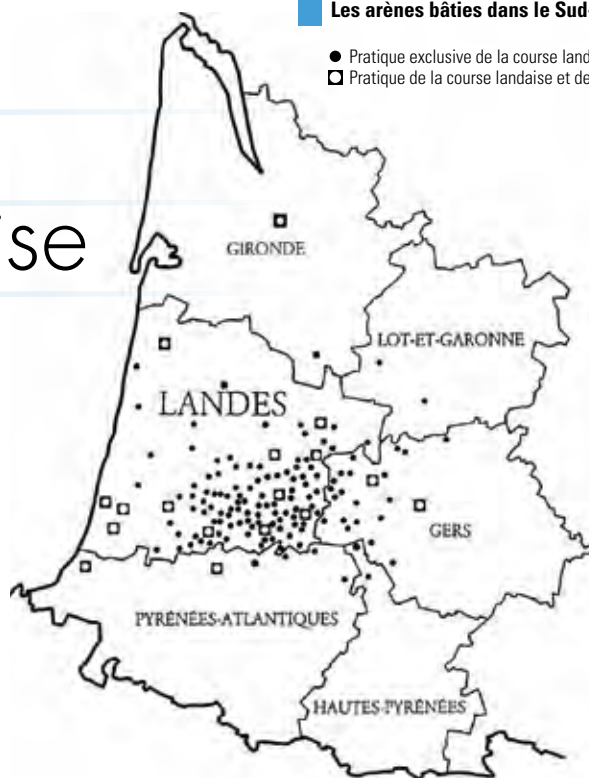 Les arènes bâties dans le Sud-
Pratique exclusive de la course land
Pratique de la course landaise et de
se
GIRONDE
LOT-ET-GARONNE
LANDES
GERS
PYRÉNÉES-ATLANTIQUES
HAUTES-PYRÉNÉES